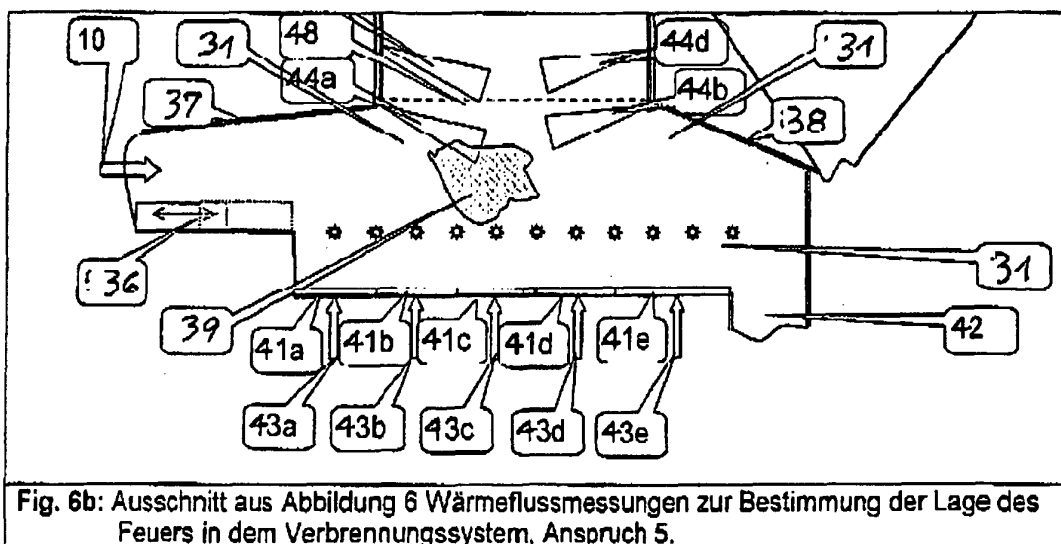 10
31
48
44d
31
44a
44b
37
38
36
31
39
42
41a
41b
41c
41d
41e
43a
43b
43c
43d
43e
Fig. 6b: Ausschnitt aus Abbildung 6 Wärmeflussmessungen zur Bestimmung der Lage des
Feuers in dem Verbrennungssystem, Anspruch 5.